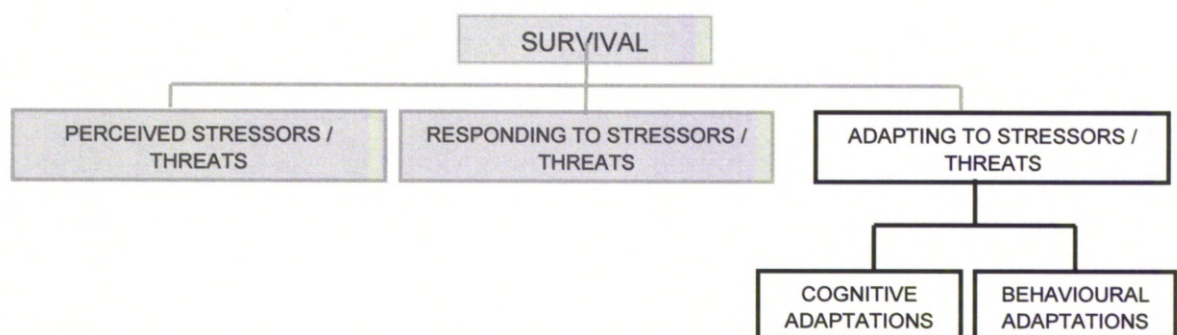 SURVIVAL
PERCEIVED STRESSORS /
THREATS
RESPONDING TO STRESSORS /
THREATS
ADAPTING TO STRESSORS /
THREATS
COGNITIVE
ADAPTATIONS
BEHAVIOURAL
ADAPTATIONS